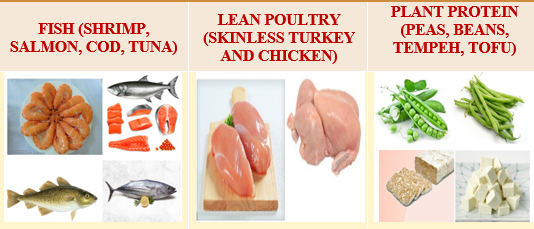 FISH (SHRIMP,
SALMON, COD, TUNA)
LEAN POULTRY
(SKINLESS TURKEY
AND CHICKEN)
PLANT PROTEIN
(PEAS, BEANS,
TEMPEH, TOFU)